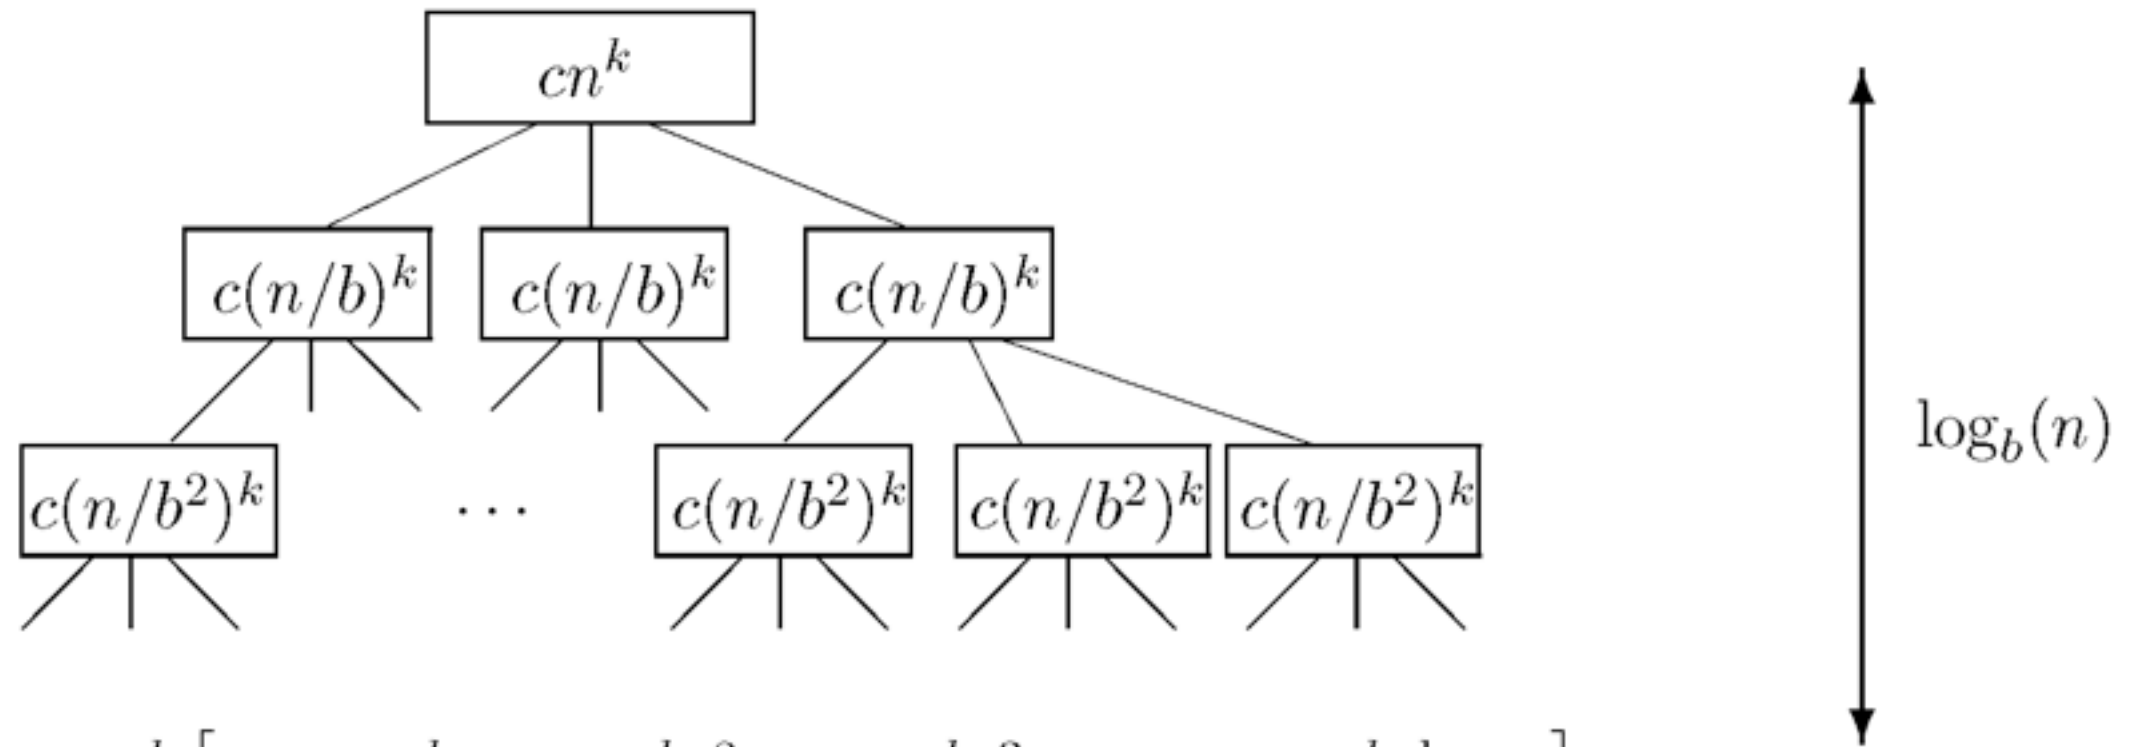 cn^k
c(n/b)^k c(n/b)^k c(n/b)^k
log_b(n)
c(n/b^2)^k ... c(n/b^2)^k c(n/b^2)^k c(n/b^2)^k